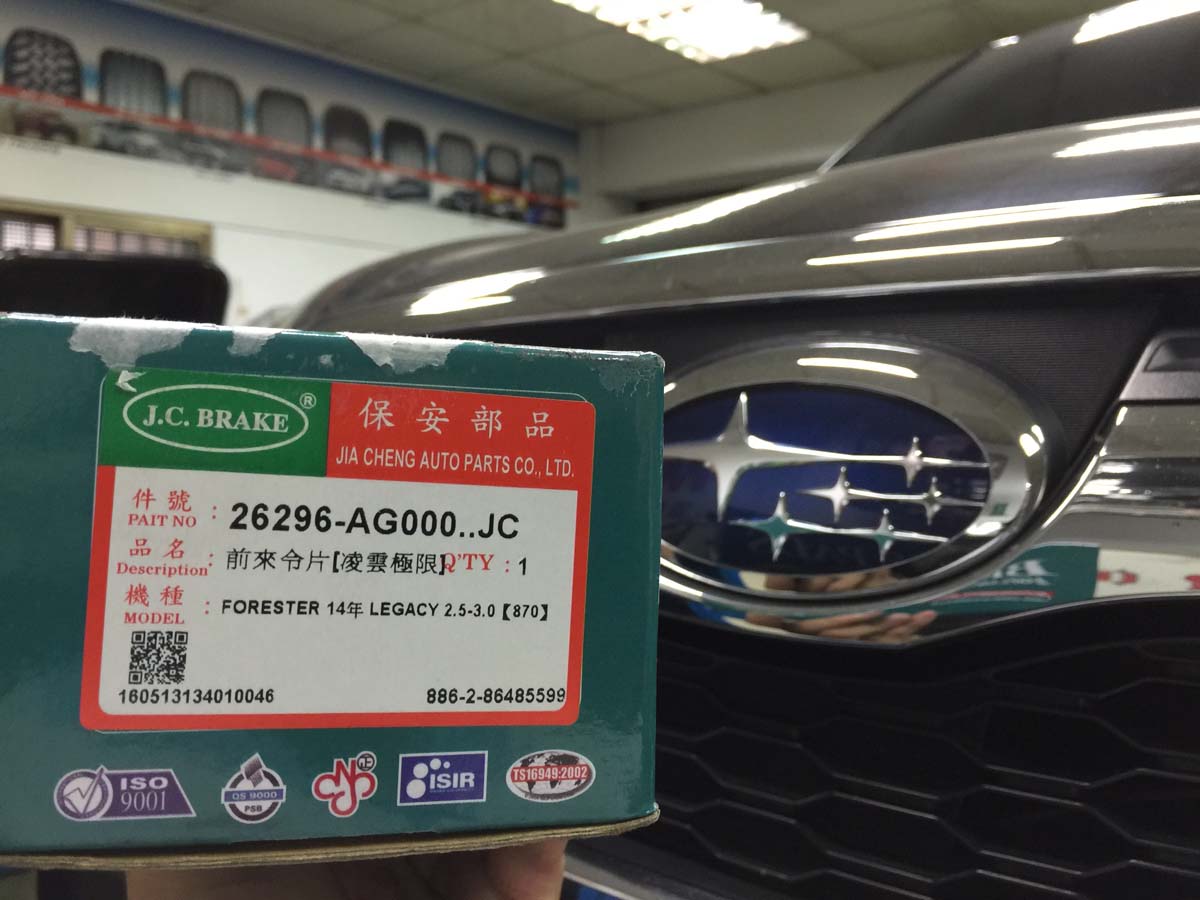 J.C. BRAKE ®
保安部品
JIA CHENG AUTO PARTS CO., LTD.
件號
PAIT NO : 26296-AG000..JC
品名
Description : 前來令片【凌雲極限】Q'TY : 1
機種
MODEL : FORESTER 14年 LEGACY 2.5-3.0【870】
160513134010046
886-2-86485599
ISO
9001
QS 9000
PSB
ISIR
TS16949:2002